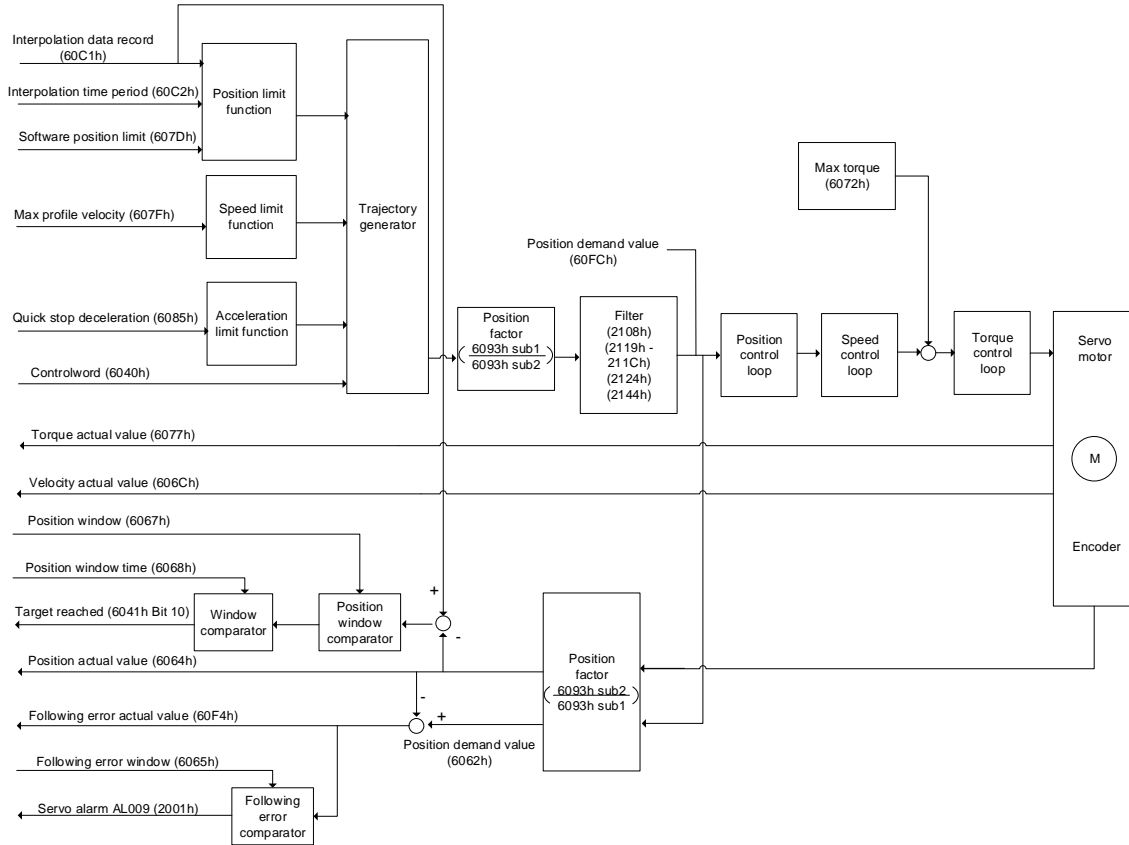 Interpolation data record
(60C1h)
Interpolation time period (60C2h)
Software position limit (607Dh)
Position limit
function
Max profile velocity (607Fh)
Speed limit
function
Quick stop deceleration (6085h)
Acceleration
limit function
Controlword (6040h)
Trajectory
generator
Position
factor
6093h sub1
6093h sub2
Filter
(2108h)
(2119h -
211Ch)
(2124h)
(2144h)
Position demand value
(60FCh)
Position
control
loop
Speed
control
loop
Max torque
(6072h)
Torque
control
loop
Servo
motor
M
Encoder
Torque actual value (6077h)
Velocity actual value (606Ch)
Position window (6067h)
Position window time (6068h)
Target reached (6041h Bit 10)
Window
comparator
Position
window
comparator
+
-
Position actual value (6064h)
Position
factor
6093h sub2
6093h sub1
-
+
Following error actual value (60F4h)
Position demand value
(6062h)
Following error window (6065h)
Servo alarm AL009 (2001h)
Following
error
comparator